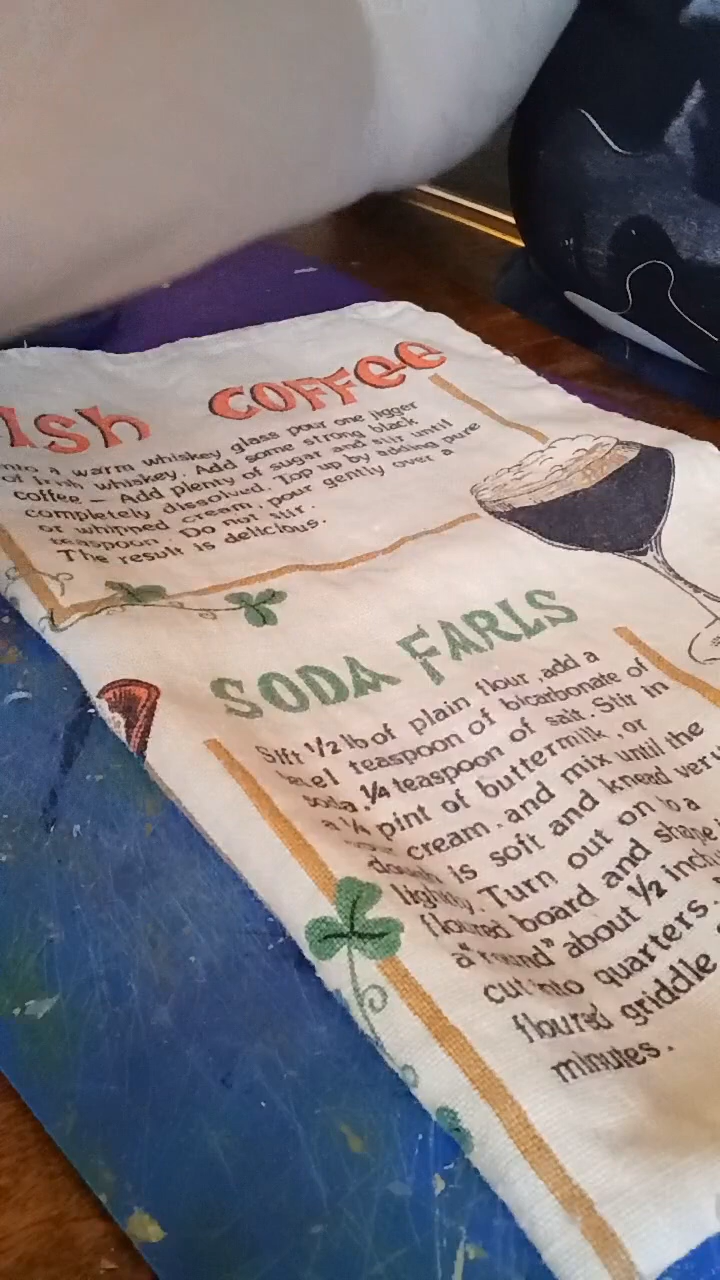 ish COFFEE
into a warm whiskey glass pour one jigger
of Irish whiskey. Add some strong black
coffee - Add plenty of sugar and stir until
completely dissolved. Top up by adding pure
or whipped cream, pour gently over a
teaspoon. Do not stir.
The result is delicious.
SODA FARLS
Sift 1/2 lb of plain flour, add a
level teaspoon of bicarbonate of
soda, 1/4 teaspoon of salt. Stir in
a 1/4 pint of buttermilk, or
cream, and mix until the
dough is soft and knead very
lightly. Turn out on to a
floured board and shape
a "round" about 1/2 inch
cut into quarters.
floured griddle
minutes.